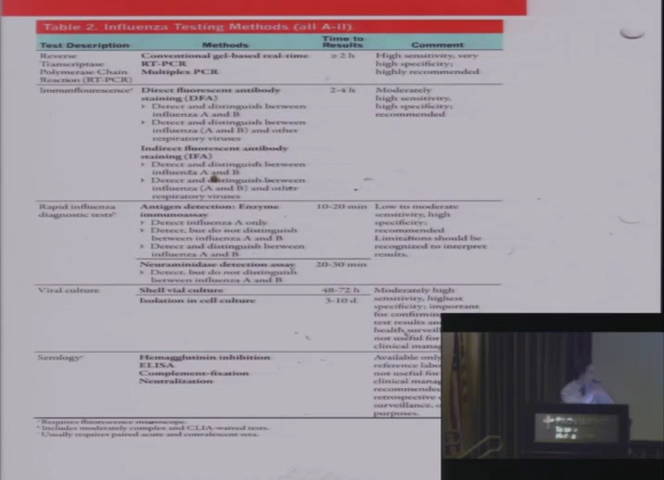 Table 2. Influenza Testing Methods (all A-II).
Test Description
Methods
Time to
Results
Comment
Reverse
Transcriptase
Polymerase Chain
Reaction (RT-PCR)
Conventional gel-based real-time
RT-PCR
Multiplex PCR
≥2 h
High sensitivity, very
high specificity;
highly recommended
Immunofluorescence
Direct fluorescent antibody
staining (DFA)
› Detect and distinguish between
influenza A and B
› Detect and distinguish between
influenza (A and B) and other
respiratory viruses
Indirect fluorescent antibody
staining (IFA)
› Detect and distinguish between
influenza A and B
› Detect and distinguish between
influenza (A and B) and other
respiratory viruses
2-4 h
Moderately
high sensitivity,
high specificity;
recommended
Rapid influenza
diagnostic tests
Antigen detection: Enzyme
immunoassay
› Detect influenza A only
› Detect, but do not distinguish
between influenza A and B
› Detect and distinguish between
influenza A and B
10-20 min
Low to moderate
sensitivity, high
specificity;
recommended
Limitations should be
recognized to interpret
results.
Neuraminidase detection assay
› Detect, but do not distinguish
between influenza A and B
20-30 min
Viral culture
Shell vial culture
48-72 h
Isolation in cell culture
3-10 d
Moderately high
sensitivity, highest
specificity; important
for confirming
test results and
health
not useful for
clinical
Serology
Hemagglutinin inhibition
ELISA
Complement-fixation
Neutralization
Available only
reference
not useful for
clinical
retrospective
surveillance,
purposes.
Requires fluorescence microscope.
Includes moderately complex and CLIA-waived tests.
Usually requires paired acute and convalescent sera.